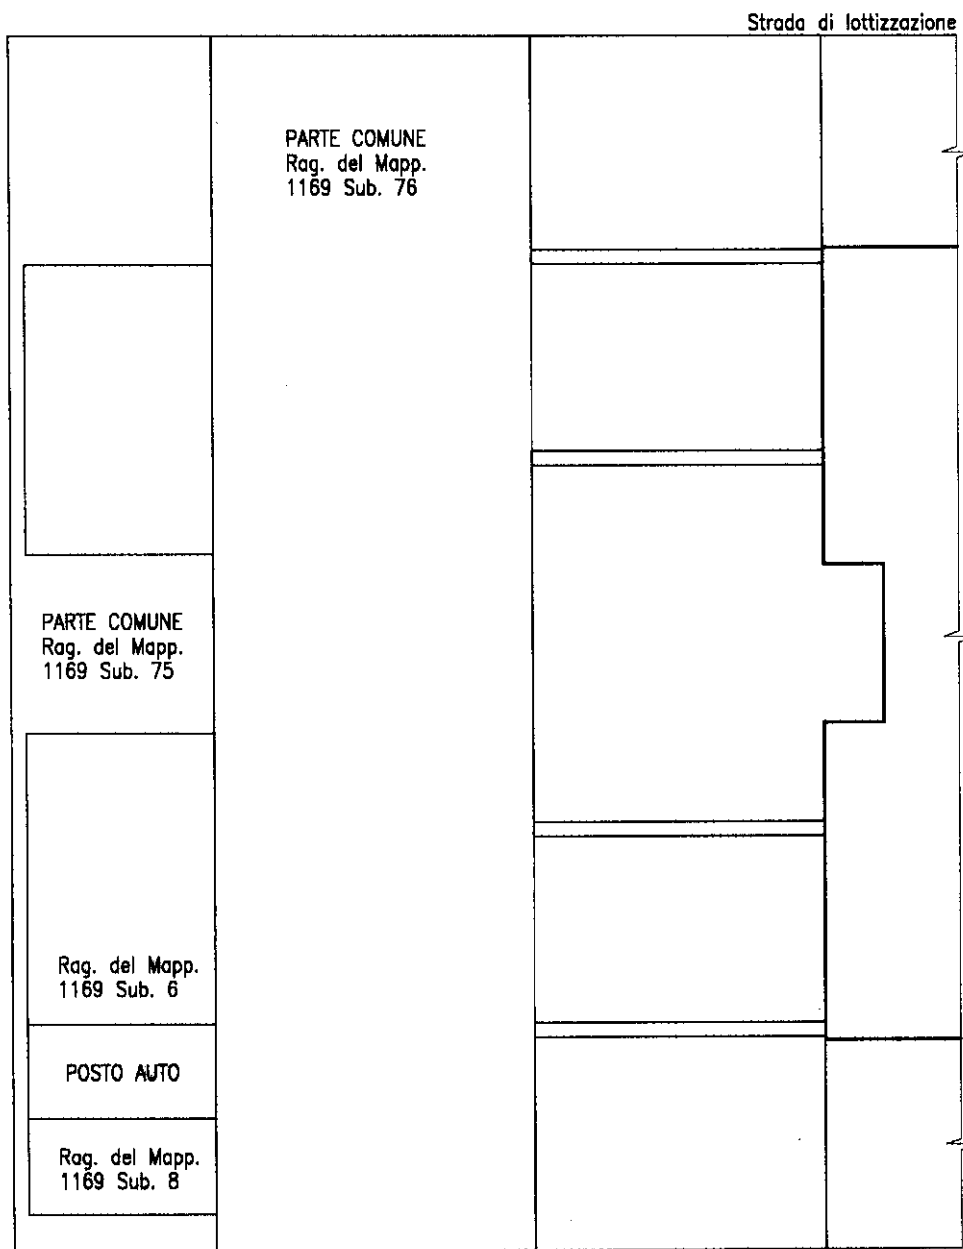 Strada di lottizzazione
PARTE COMUNE
Rag. del Mapp.
1169 Sub. 76
PARTE COMUNE
Rag. del Mapp.
1169 Sub. 75
Rag. del Mapp.
1169 Sub. 6
POSTO AUTO
Rag. del Mapp.
1169 Sub. 8